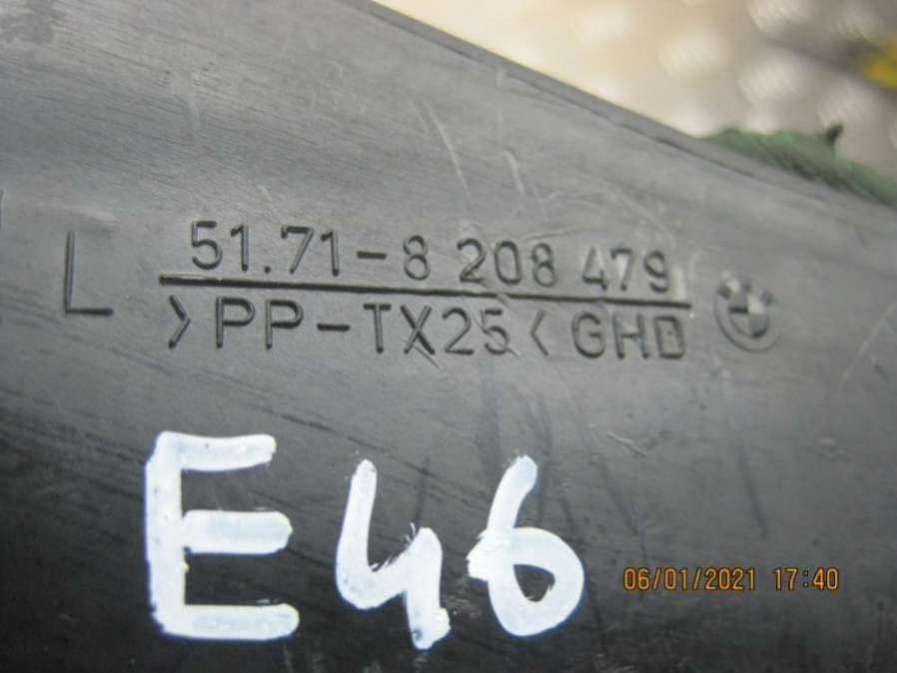 51.71-8 208 479
L
>PP-TX25< GHD
E46
06/01/2021 17:40